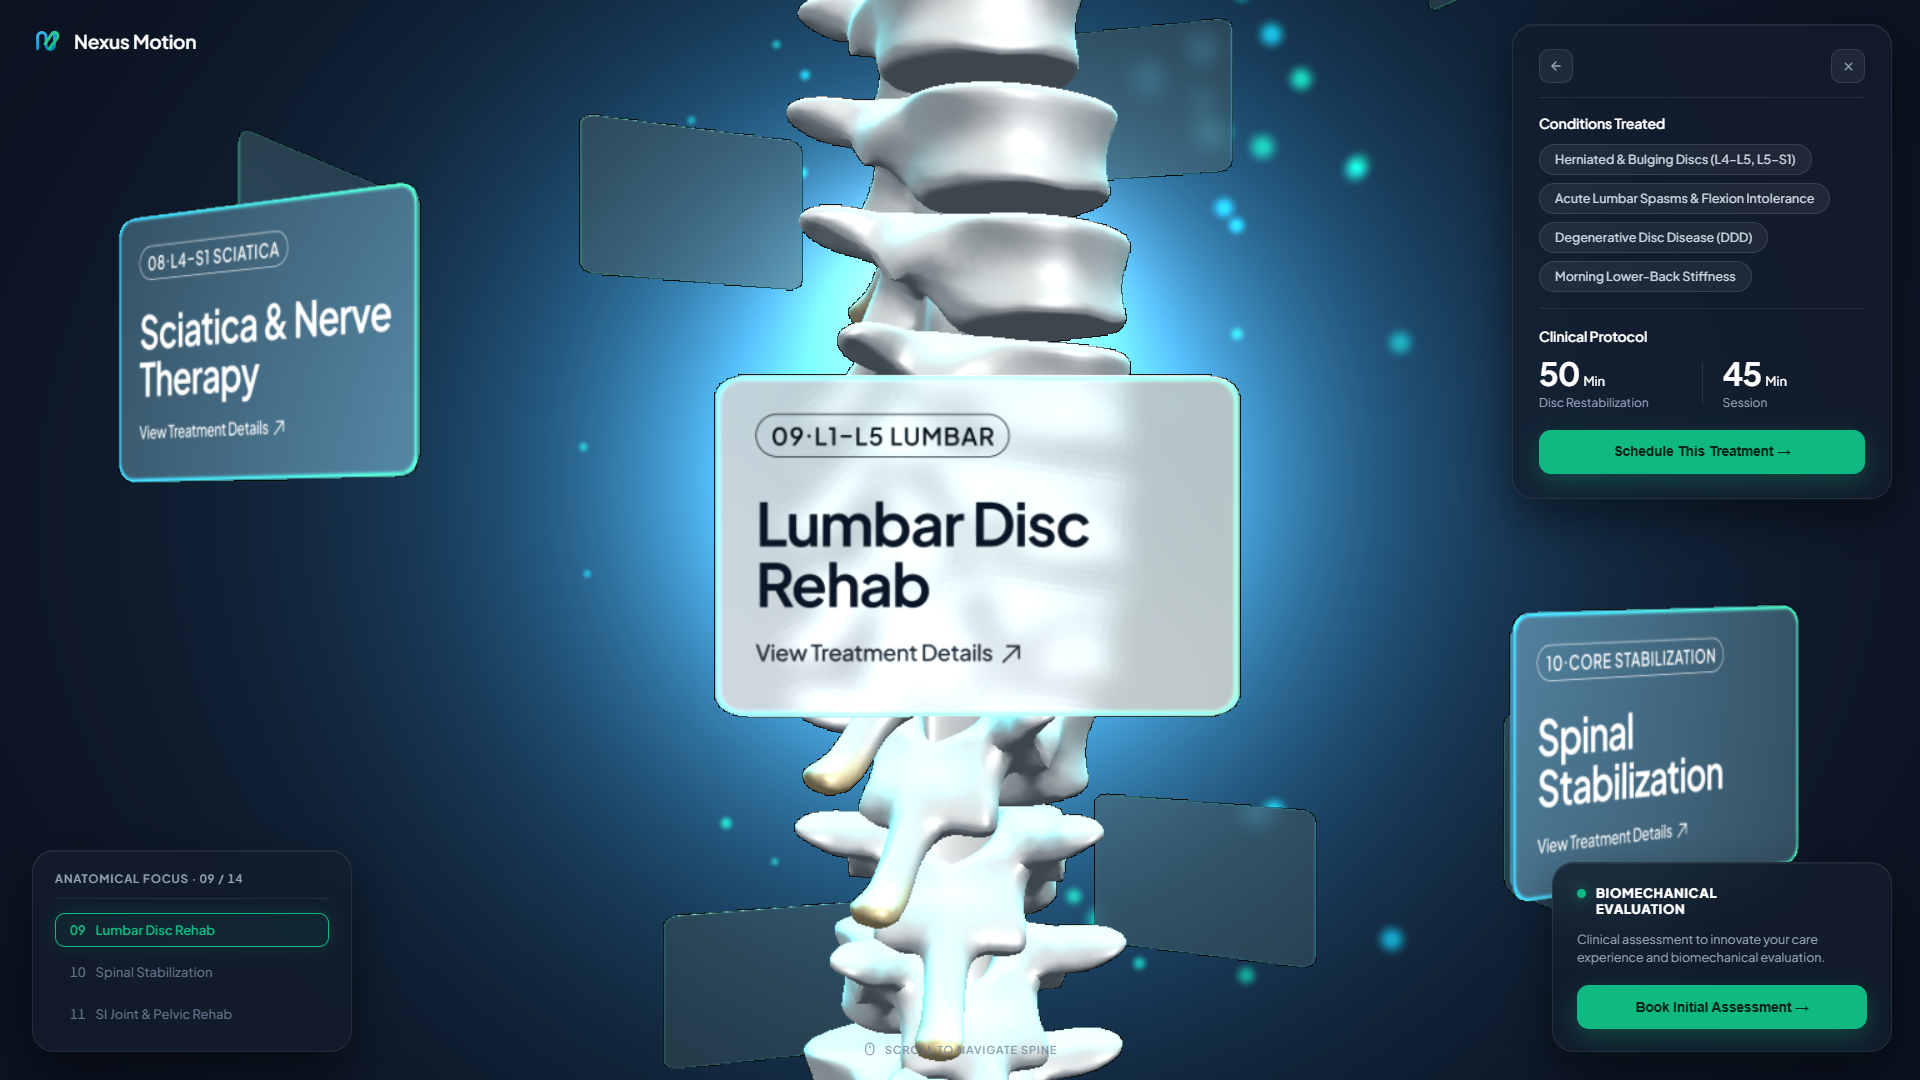 Nexus Motion
08·L4–S1 SCIATICA
Sciatica & Nerve
Therapy
View Treatment Details ↗
09·L1–L5 LUMBAR
Lumbar Disc
Rehab
View Treatment Details ↗
Conditions Treated
Herniated & Bulging Discs (L4–L5, L5–S1)
Acute Lumbar Spasms & Flexion Intolerance
Degenerative Disc Disease (DDD)
Morning Lower-Back Stiffness
Clinical Protocol
50 Min
Disc Restabilization
45 Min
Session
Schedule This Treatment →
10·CORE STABILIZATION
Spinal
Stabilization
View Treatment Details ↗
ANATOMICAL FOCUS · 09 / 14
09 Lumbar Disc Rehab
10 Spinal Stabilization
11 SI Joint & Pelvic Rehab
SCROLL TO NAVIGATE SPINE
BIOMECHANICAL
EVALUATION
Clinical assessment to innovate your care
experience and biomechanical evaluation.
Book Initial Assessment →